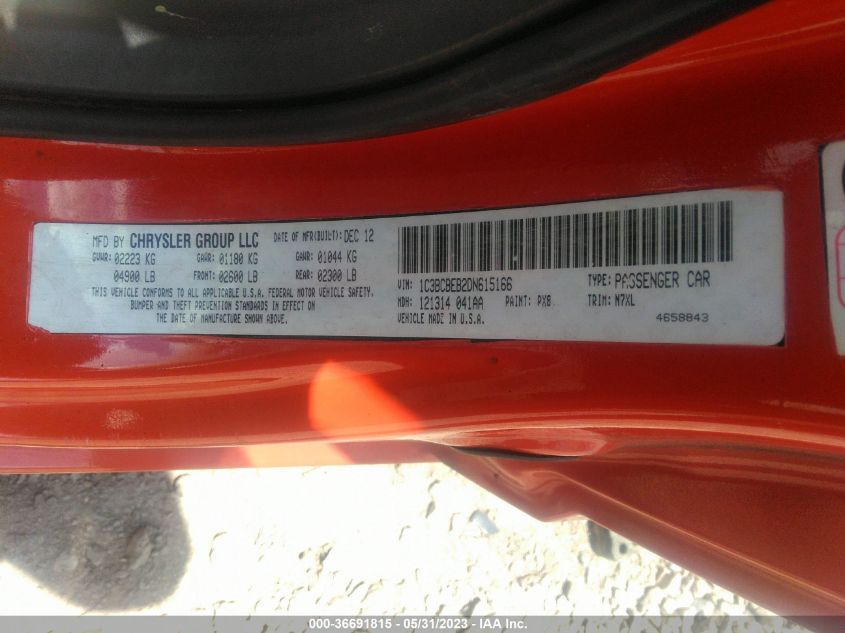 MFD BY CHRYSLER GROUP LLC DATE OF MFR(BUILT): DEC 12
GVWR: 02223 KG GAWR: 01180 KG GAWR: 01044 KG
04900 LB FRONT: 02600 LB REAR: 02300 LB
THIS VEHICLE CONFORMS TO ALL APPLICABLE U.S.A. FEDERAL MOTOR VEHICLE SAFETY,
BUMPER AND THEFT PREVENTION STANDARDS IN EFFECT ON
THE DATE OF MANUFACTURE SHOWN ABOVE.
VIN: 1C3BCBEB2DN615166 TYPE: PASSENGER CAR
MDH: 121314 041AA PAINT: PX8 TRIM: N7XL
VEHICLE MADE IN U.S.A. 4658843
000-36691815 - 05/31/2023 - IAA Inc.